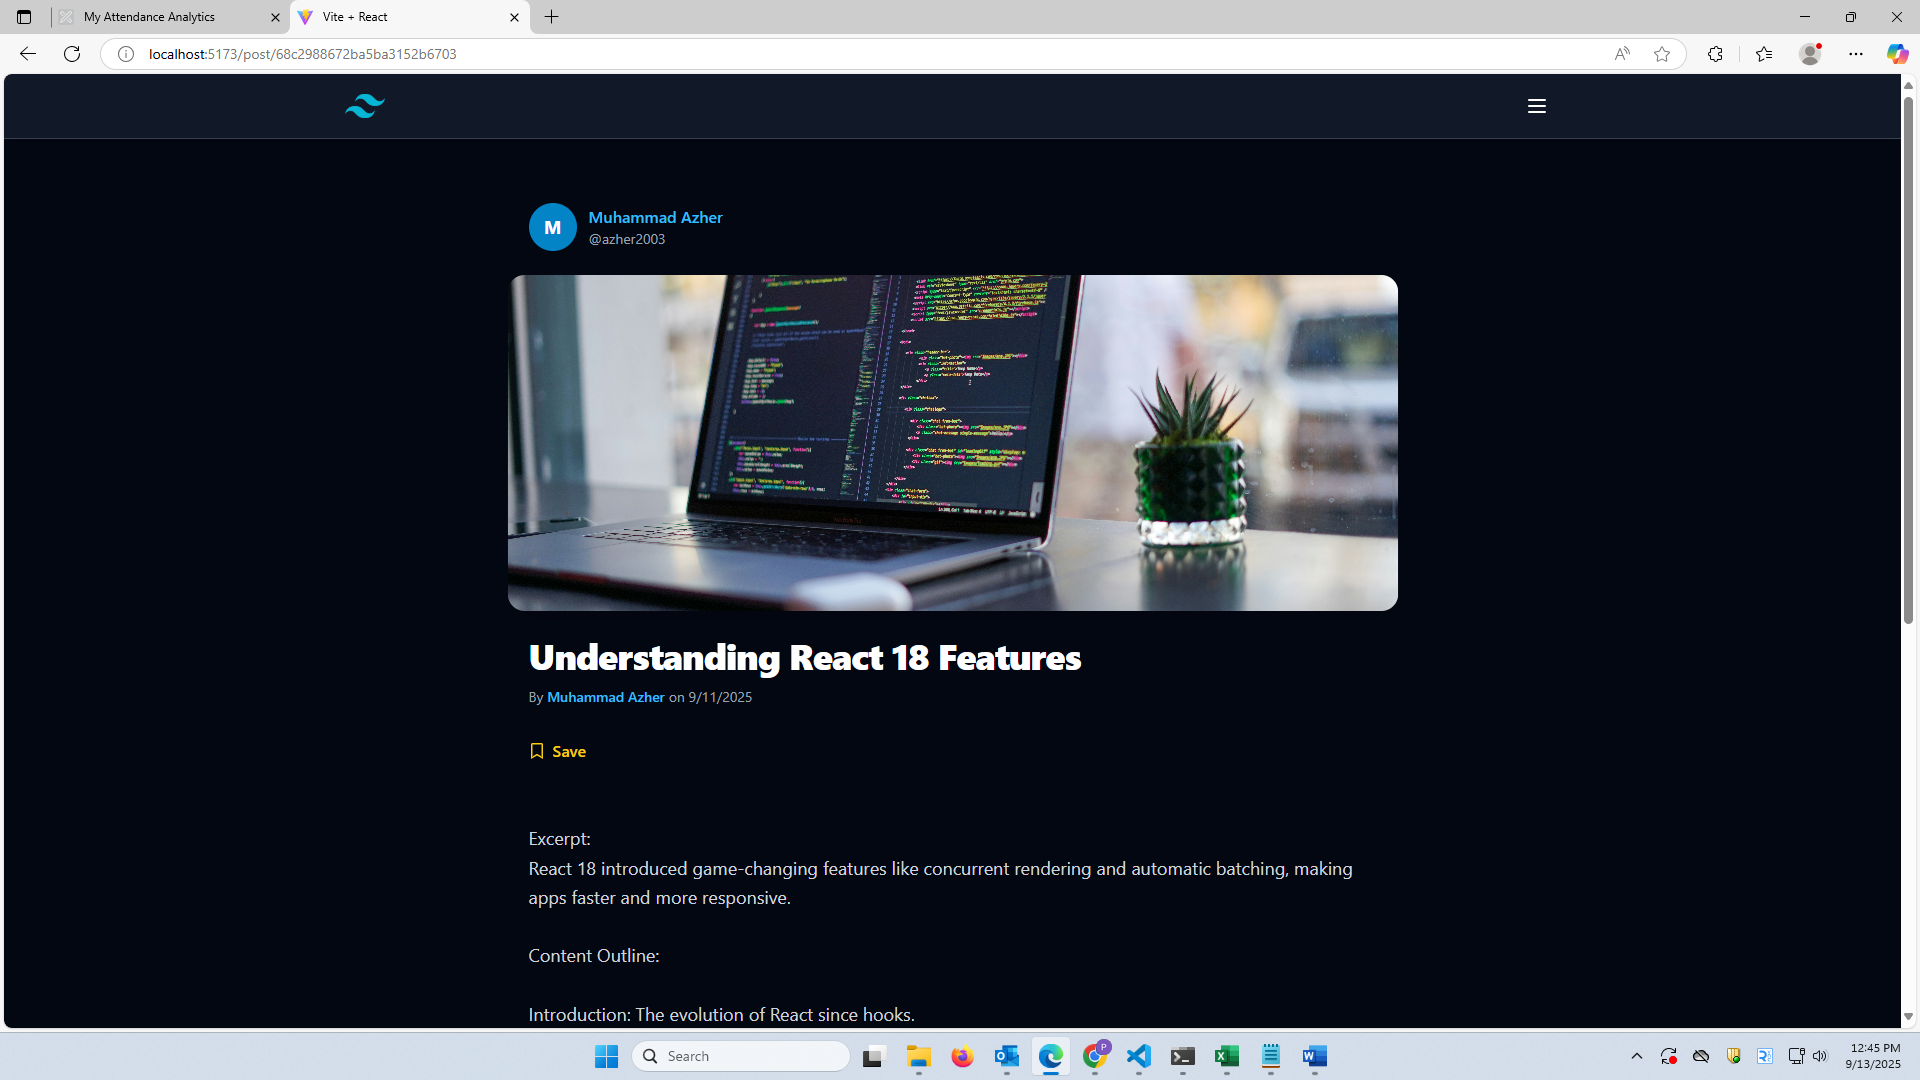 My Attendance Analytics
Vite + React
localhost:5173/post/68c2988672ba5ba3152b6703
M
Muhammad Azher
@azher2003
Understanding React 18 Features
By Muhammad Azher on 9/11/2025
Save
Excerpt:
React 18 introduced game-changing features like concurrent rendering and automatic batching, making
apps faster and more responsive.
Content Outline:
Introduction: The evolution of React since hooks.
Search
P
12:45 PM
9/13/2025